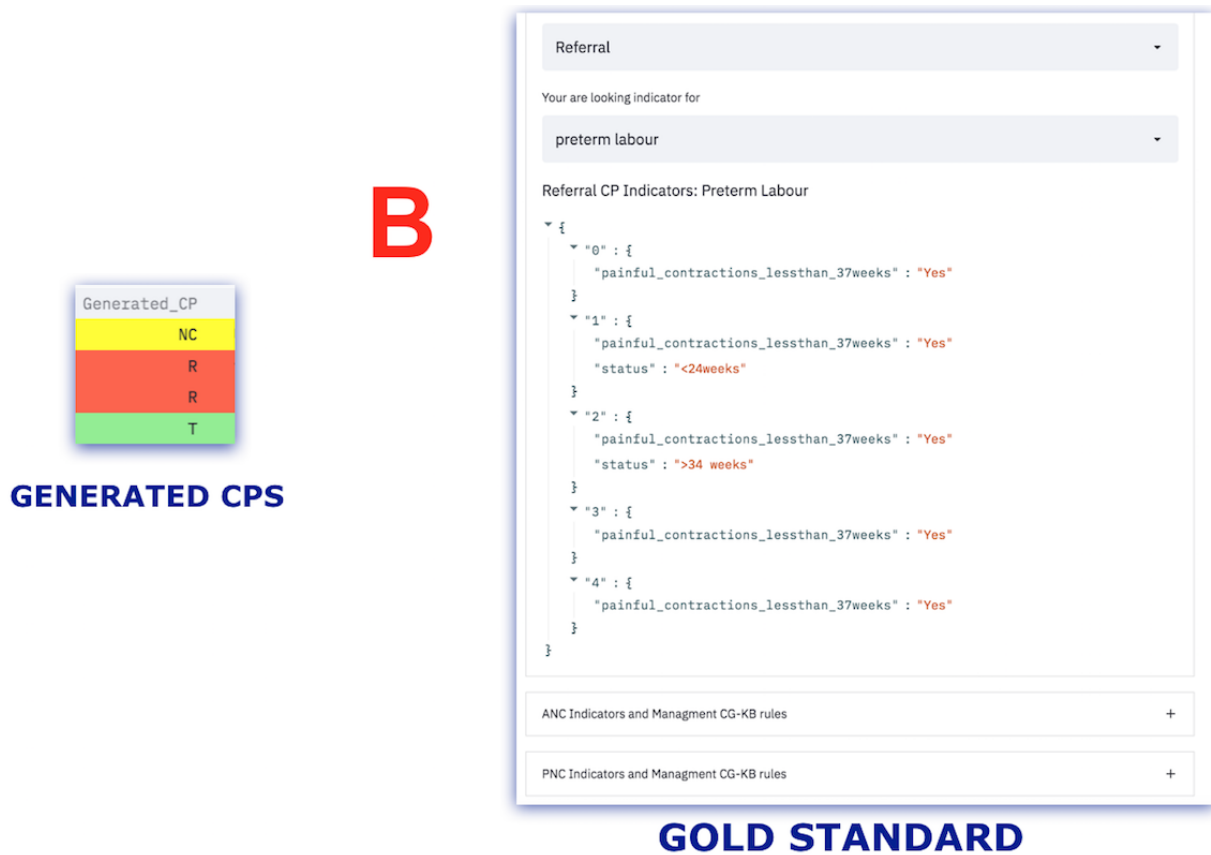 B
Generated_CP
NC
R
R
T
GENERATED CPS
Referral
Your are looking indicator for
preterm labour
Referral CP Indicators: Preterm Labour
{
"0" : {
"painful_contractions_lessthan_37weeks" : "Yes"
}
"1" : {
"painful_contractions_lessthan_37weeks" : "Yes"
"status" : "<24weeks"
}
"2" : {
"painful_contractions_lessthan_37weeks" : "Yes"
"status" : ">34 weeks"
}
"3" : {
"painful_contractions_lessthan_37weeks" : "Yes"
}
"4" : {
"painful_contractions_lessthan_37weeks" : "Yes"
}
}
ANC Indicators and Managment CG-KB rules +
PNC Indicators and Managment CG-KB rules +
GOLD STANDARD